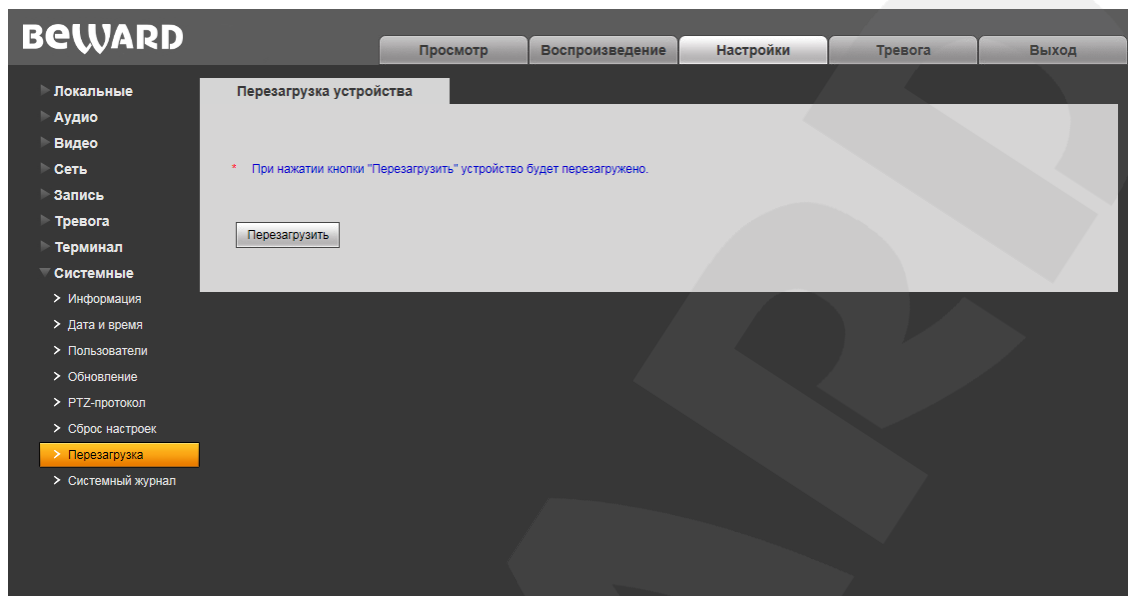 BEWARD
Просмотр Воспроизведение Настройки Тревога Выход
Локальные
Аудио
Видео
Сеть
Запись
Тревога
Терминал
Системные
Информация
Дата и время
Пользователи
Обновление
PTZ-протокол
Сброс настроек
Перезагрузка
Системный журнал
Перезагрузка устройства
* При нажатии кнопки "Перезагрузить" устройство будет перезагружено.
Перезагрузить